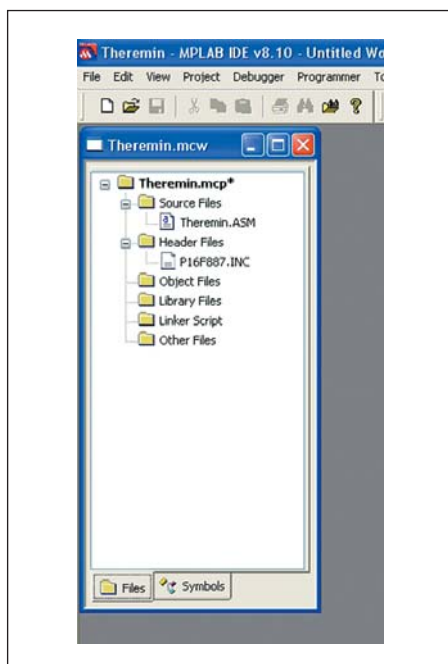 Theremin - MPLAB IDE v8.10 - Untitled Wo
File Edit View Project Debugger Programmer To
Theremin.mcw
Theremin.mcp*
Source Files
Theremin.ASM
Header Files
P16F887.INC
Object Files
Library Files
Linker Script
Other Files
Files Symbols